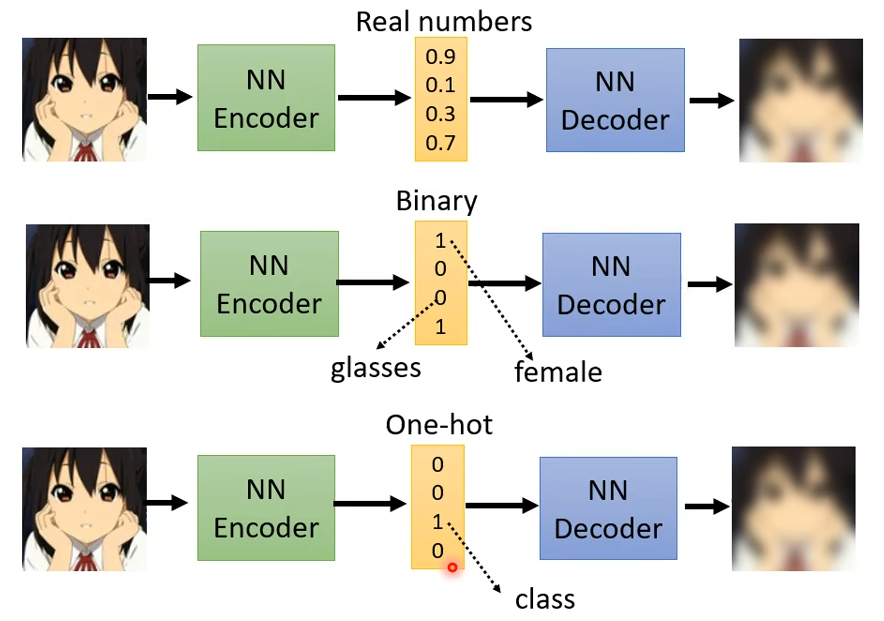 Real numbers
NN
Encoder
0.9
0.1
0.3
0.7
NN
Decoder
Binary
NN
Encoder
1
0
0
1
NN
Decoder
glasses
female
One-hot
NN
Encoder
0
0
1
0
NN
Decoder
class